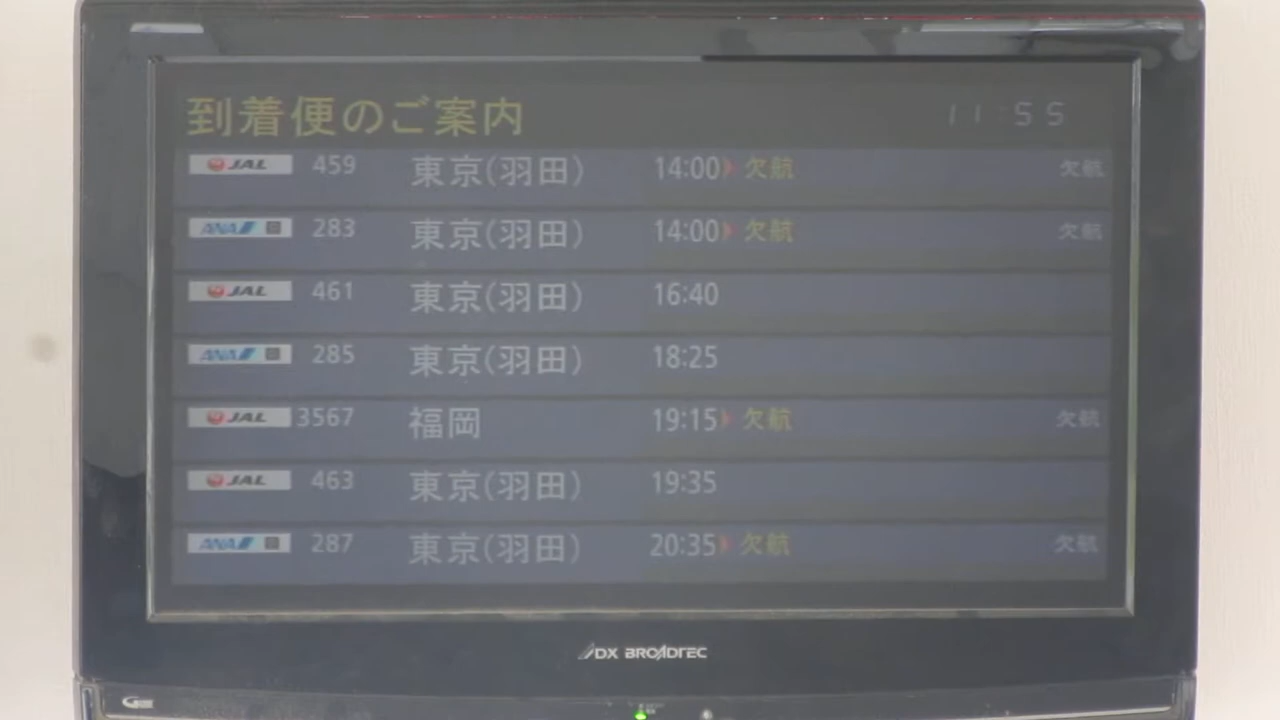 到着便のご案内 11:55
JAL 459 東京(羽田) 14:00 欠航 欠航
ANA 283 東京(羽田) 14:00 欠航 欠航
JAL 461 東京(羽田) 16:40
ANA 285 東京(羽田) 18:25
JAL 3567 福岡 19:15 欠航 欠航
JAL 463 東京(羽田) 19:35
ANA 287 東京(羽田) 20:35 欠航 欠航
DX BROADTEC